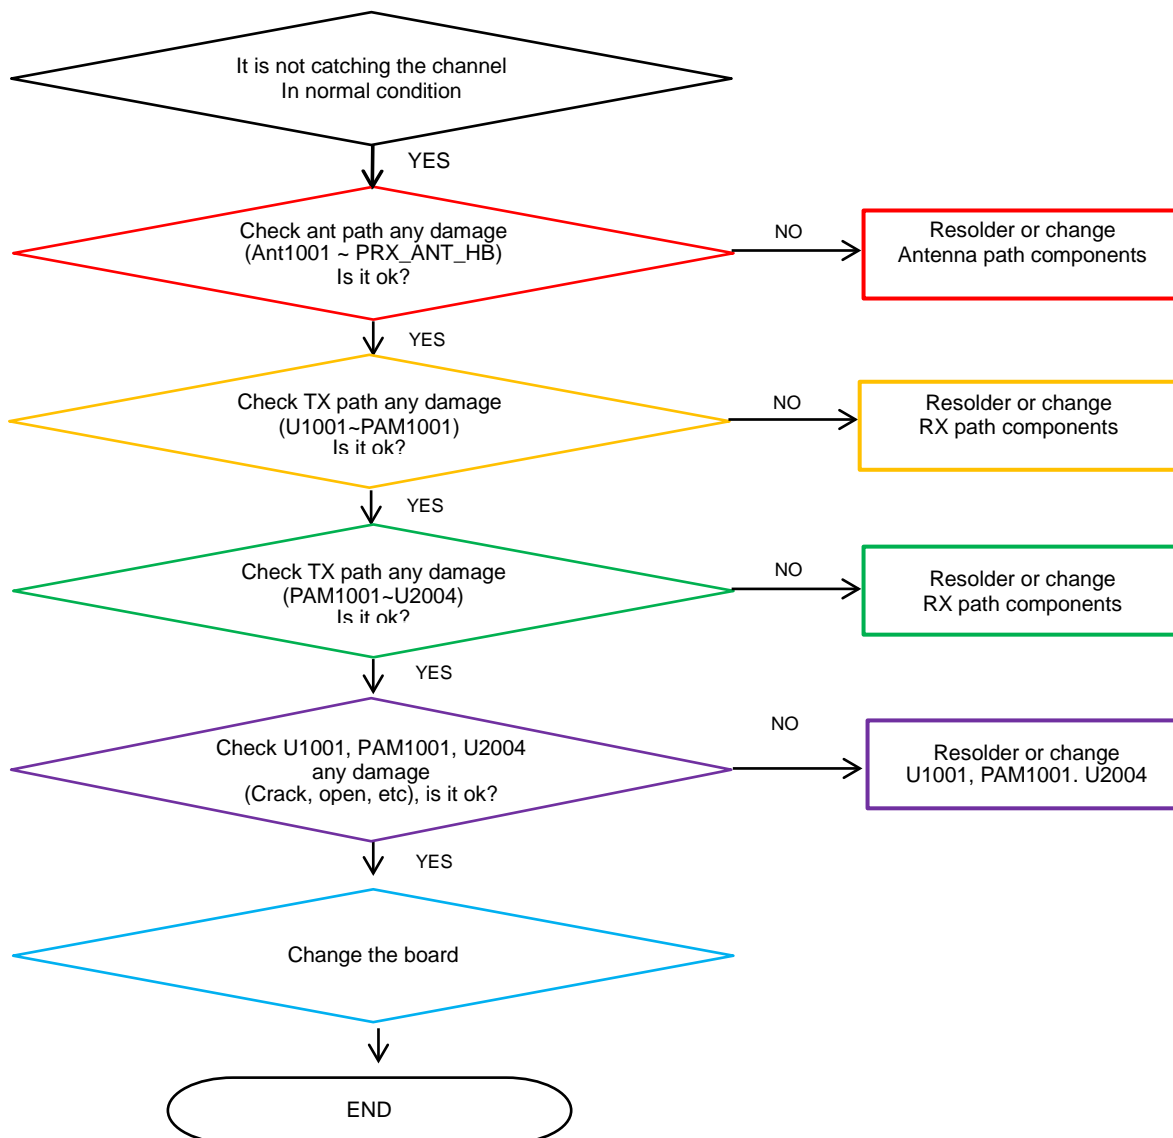 It is not catching the channel
In normal condition
YES
Check ant path any damage
(Ant1001 ~ PRX_ANT_HB)
Is it ok?
NO
Resolder or change
Antenna path components
YES
Check TX path any damage
(U1001~PAM1001)
Is it ok?
NO
Resolder or change
RX path components
YES
Check TX path any damage
(PAM1001~U2004)
Is it ok?
NO
Resolder or change
RX path components
YES
Check U1001, PAM1001, U2004
any damage
(Crack, open, etc), is it ok?
NO
Resolder or change
U1001, PAM1001. U2004
YES
Change the board
END